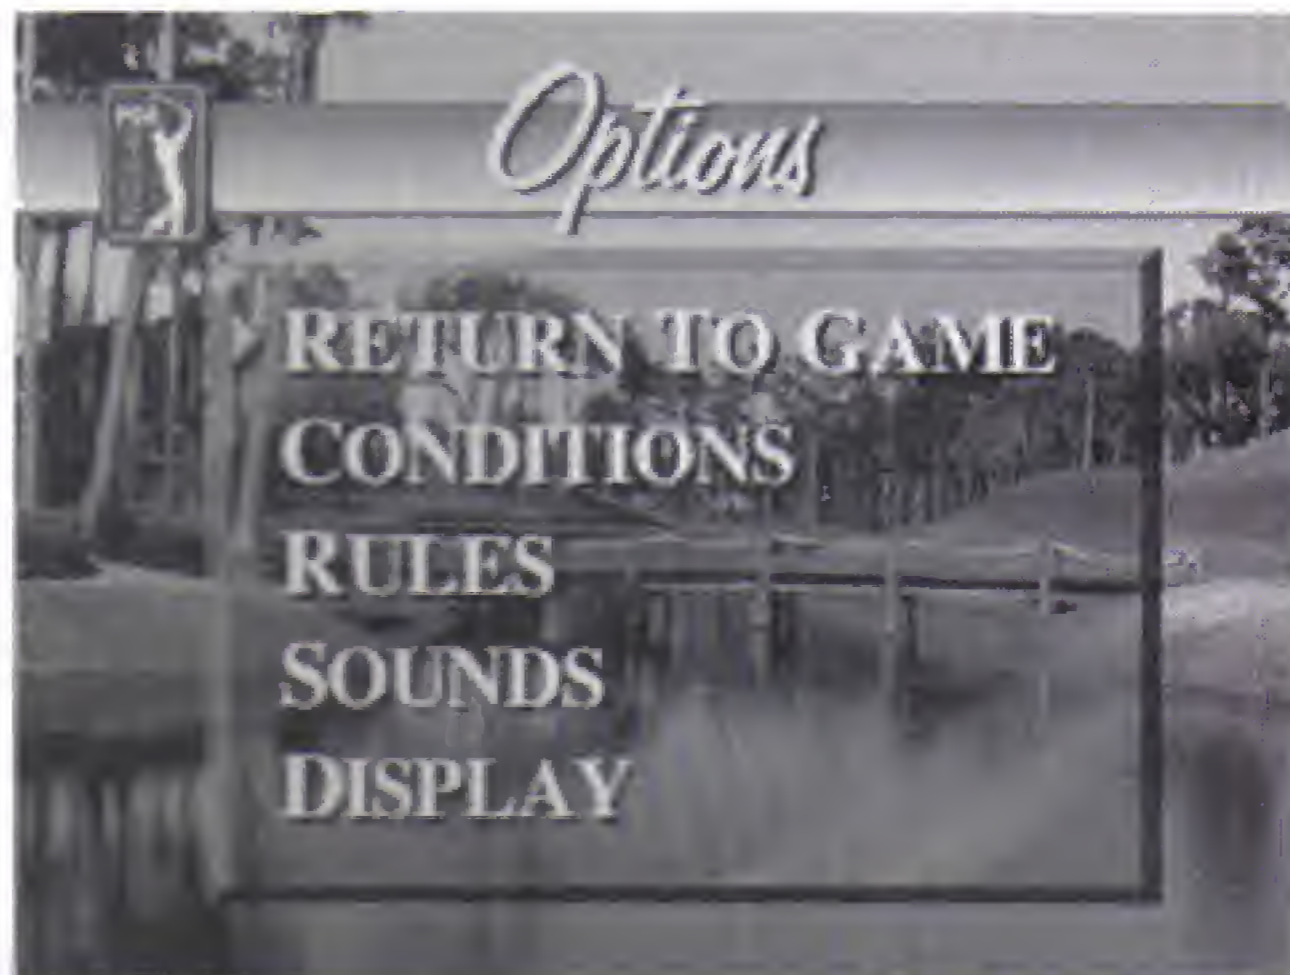 Options
RETURN TO GAME
CONDITIONS
RULES
SOUNDS
DISPLAY